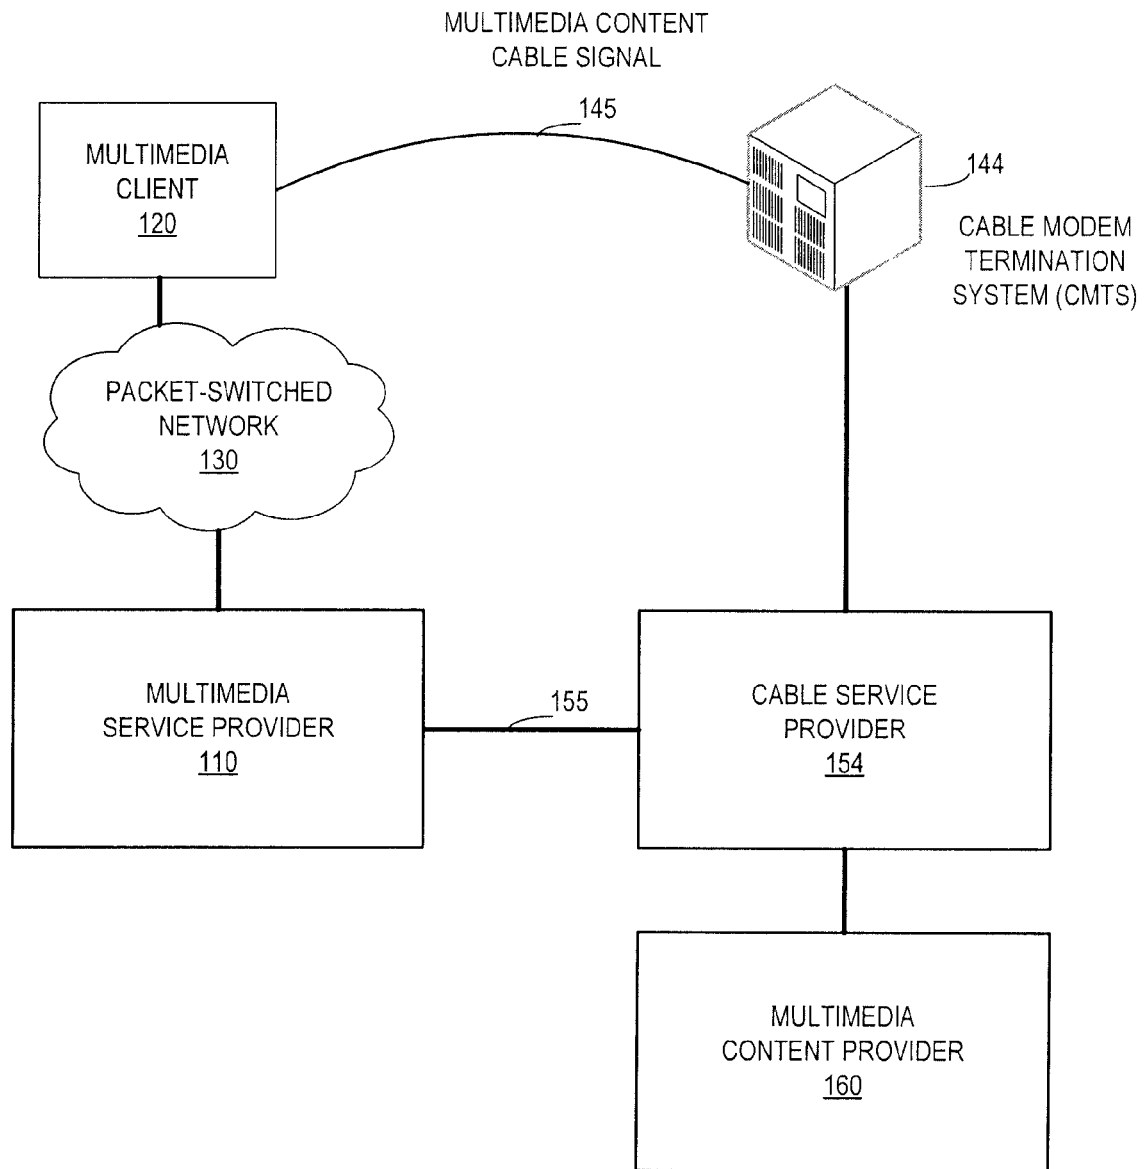 MULTIMEDIA CONTENT
CABLE SIGNAL
145
MULTIMEDIA
CLIENT
120
144
CABLE MODEM
TERMINATION
SYSTEM (CMTS)
PACKET-SWITCHED
NETWORK
130
MULTIMEDIA
SERVICE PROVIDER
110
155
CABLE SERVICE
PROVIDER
154
MULTIMEDIA
CONTENT PROVIDER
160